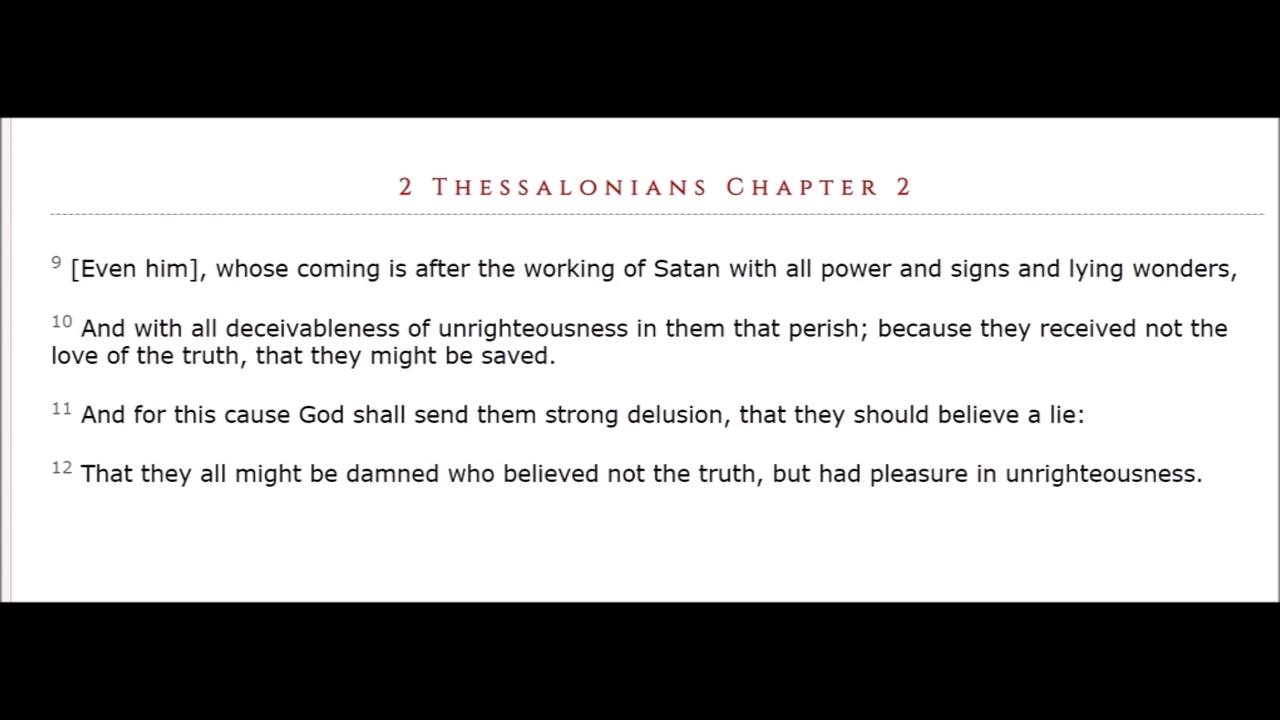 2 Thessalonians Chapter 2
9 [Even him], whose coming is after the working of Satan with all power and signs and lying wonders,
10 And with all deceivableness of unrighteousness in them that perish; because they received not the
love of the truth, that they might be saved.
11 And for this cause God shall send them strong delusion, that they should believe a lie:
12 That they all might be damned who believed not the truth, but had pleasure in unrighteousness.